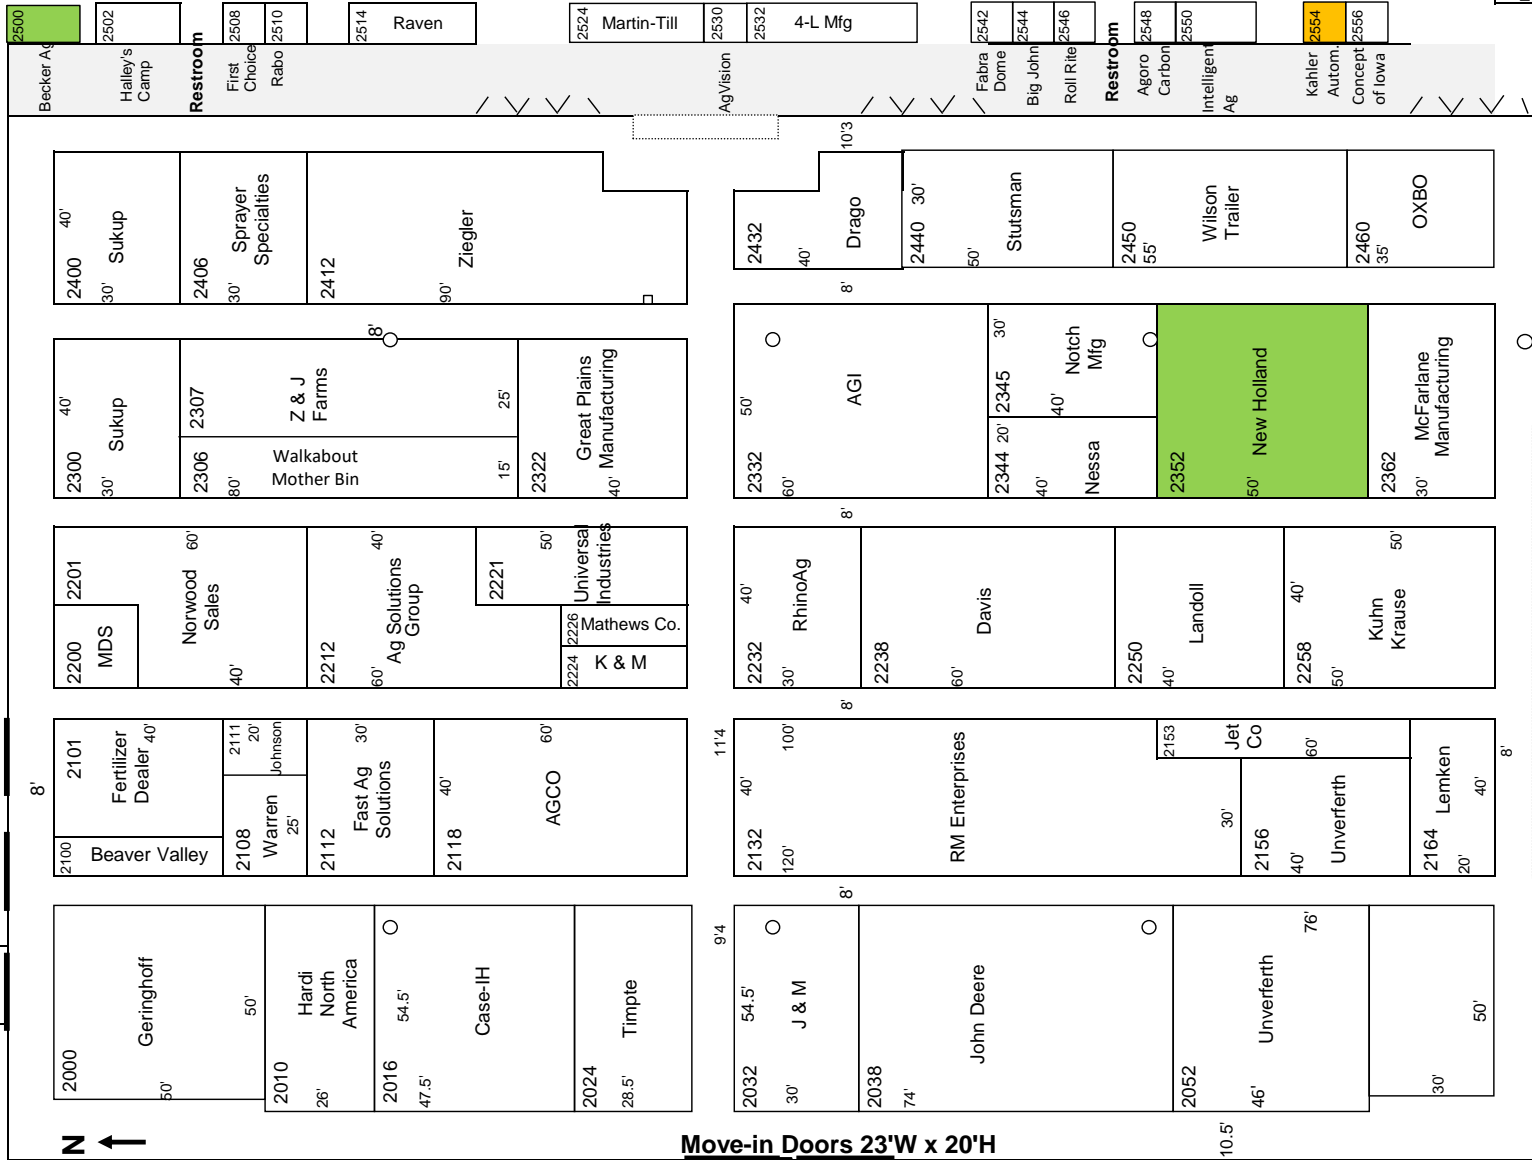 2500
Becker Ag
2502
Halley's
Camp
Restroom
2508
First
Choice
2510
Rabo
2514
Raven
2524
Martin-Till
2530
AgVision
2532
4-L Mfg
2542
Fabra
Dome
2544
Big John
2546
Roll Rite
Restroom
2548
Agoro
Carbon
2550
Intelligent
Ag
2554
Kahler
Autom.
2556
Concept
of Iowa
2400
40'
30'
Sukup
2406
30'
Sprayer
Specialties
2412
90'
Ziegler
2432
40'
Drago
10'3
2440
30'
50'
Stutsman
2450
55'
Wilson
Trailer
2460
35'
OXBO
8'
8'
2300
40'
30'
Sukup
2307
Z & J
Farms
25'
2306
80'
Walkabout
Mother Bin
15'
2322
40'
Great Plains
Manufacturing
2332
50'
60'
AGI
2345
30'
40'
Notch
Mfg
2344
20'
40'
Nessa
2352
50'
New Holland
2362
30'
McFarlane
Manufacturing
8'
2201
60'
40'
Norwood
Sales
2200
MDS
2212
40'
60'
Ag Solutions
Group
2221
50'
Universal
Industries
2226
Mathews Co.
2224
K & M
2232
40'
30'
RhinoAg
2238
60'
Davis
2250
40'
Landoll
2258
40'
50'
50'
Kuhn
Krause
8'
8'
2101
40'
Fertilizer
Dealer
2100
Beaver Valley
2111
20'
Johnson
2108
25'
Warren
2112
30'
Fast Ag
Solutions
2118
40'
60'
AGCO
11'4
2132
40'
100'
120'
30'
RM Enterprises
2153
Jet
Co
60'
2156
40'
Unverferth
2164
40'
20'
Lemken
8'
8'
2000
50'
50'
Geringhoff
2010
26'
Hardi
North
America
2016
54.5'
47.5'
Case-IH
2024
28.5'
Timpte
9'4
2032
54.5'
30'
J & M
2038
74'
John Deere
2052
76'
46'
Unverferth
50'
30'
10.5'
N
Move-in Doors 23'W x 20'H